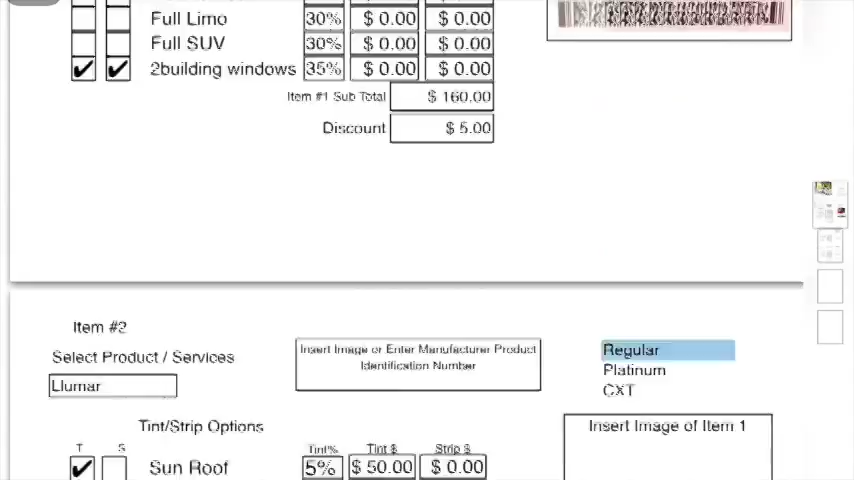 Full Limo 30% $ 0.00 $ 0.00
Full SUV 30% $ 0.00 $ 0.00
2building windows 35% $ 0.00 $ 0.00
Item #1 Sub Total $ 160.00
Discount $ 5.00
Item #2
Select Product / Services
Llumar
Insert Image or Enter Manufacturer Product
Identification Number
Regular
Platinum
CXT
Tint/Strip Options
Insert Image of Item 1
T S Tint% Tint $ Strip $
Sun Roof 5% $ 50.00 $ 0.00